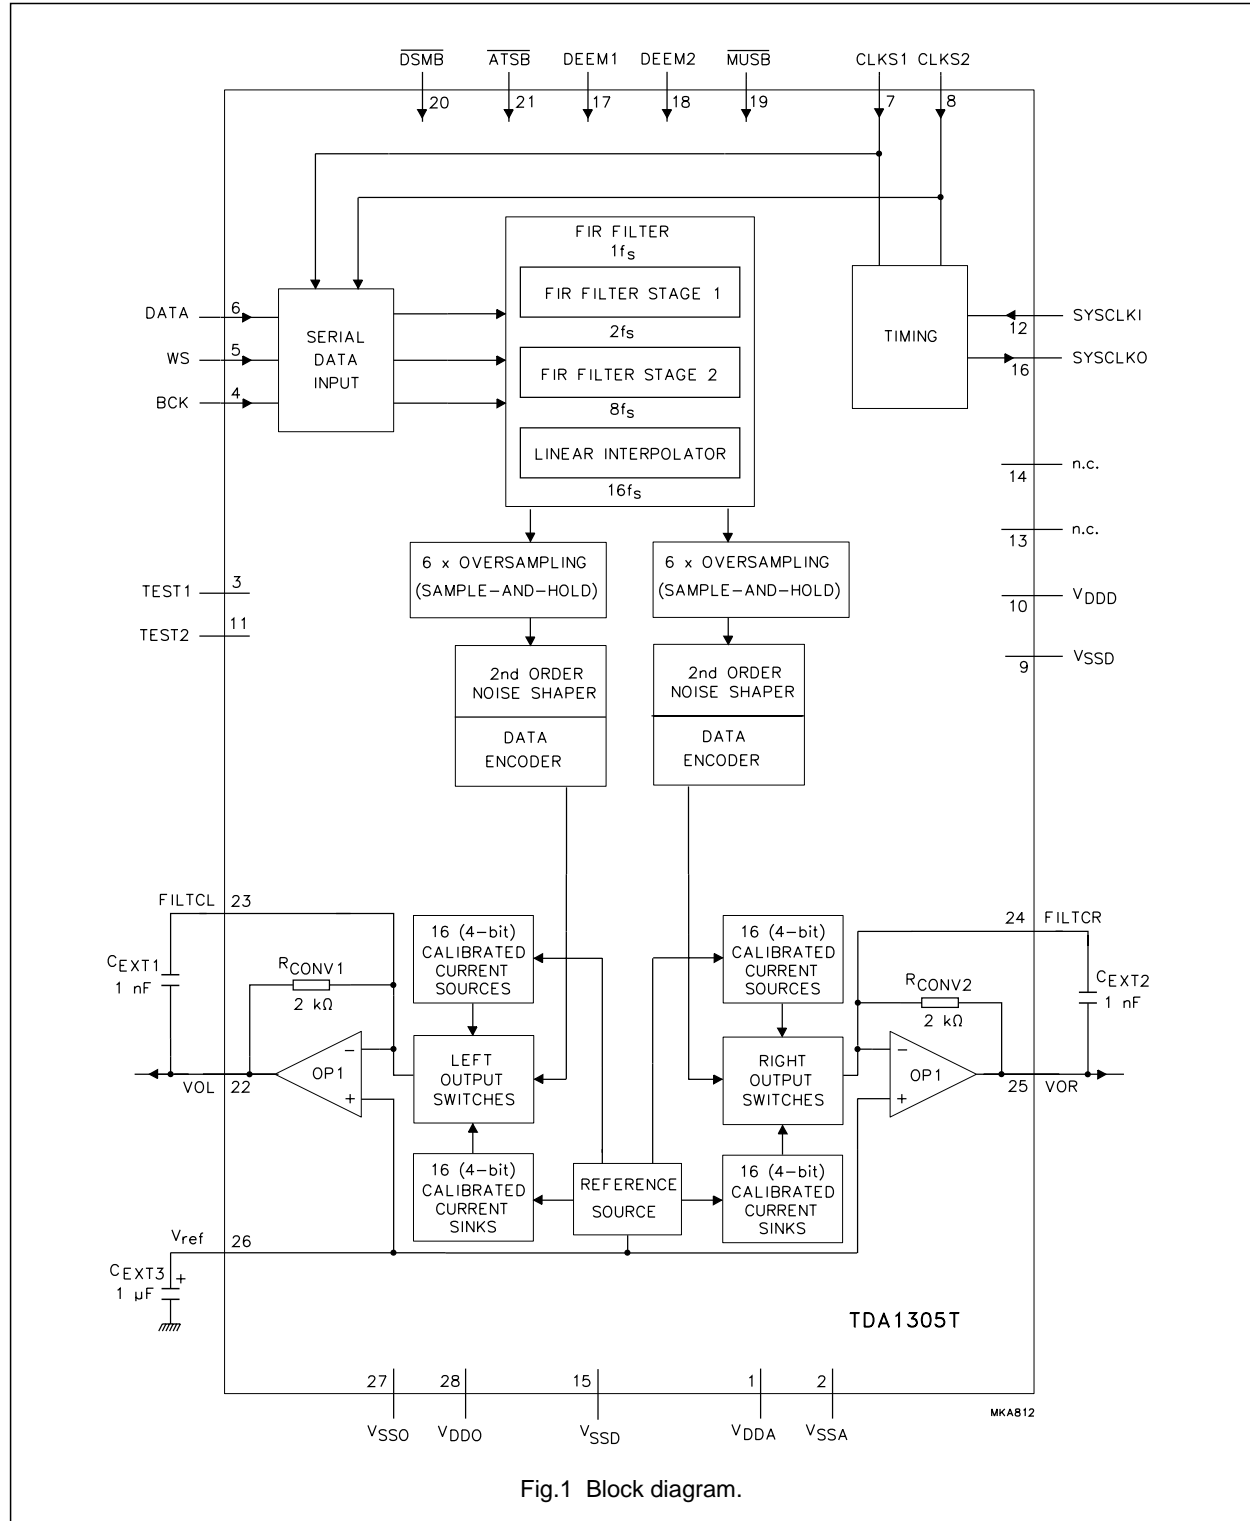 DSMB ATSB DEEM1 DEEM2 MUSB CLKS1 CLKS2
20 21 17 18 19 7 8
FIR FILTER
1fs
FIR FILTER STAGE 1
2fs
FIR FILTER STAGE 2
8fs
LINEAR INTERPOLATOR
16fs
DATA 6
WS 5
BCK 4
SERIAL
DATA
INPUT
TIMING
12 SYSCLKI
16 SYSCLKO
14 n.c.
13 n.c.
10 VDDD
9 VSSD
TEST1 3
TEST2 11
6 x OVERSAMPLING
(SAMPLE-AND-HOLD)
6 x OVERSAMPLING
(SAMPLE-AND-HOLD)
2nd ORDER
NOISE SHAPER
DATA
ENCODER
2nd ORDER
NOISE SHAPER
DATA
ENCODER
FILTCL 23
CEXT1
1 nF
RCONV1
2 kΩ
OP1
− 
+
VOL 22
16 (4-bit)
CALIBRATED
CURRENT
SOURCES
LEFT
OUTPUT
SWITCHES
16 (4-bit)
CALIBRATED
CURRENT
SINKS
REFERENCE
SOURCE
16 (4-bit)
CALIBRATED
CURRENT
SOURCES
RIGHT
OUTPUT
SWITCHES
16 (4-bit)
CALIBRATED
CURRENT
SINKS
24 FILTCR
RCONV2
2 kΩ
CEXT2
1 nF
−
+
OP1
25 VOR
Vref 26
CEXT3 +
1 µF
TDA1305T
27 28 15 1 2
VSSO VDDO VSSD VDDA VSSA
MKA812
Fig.1 Block diagram.